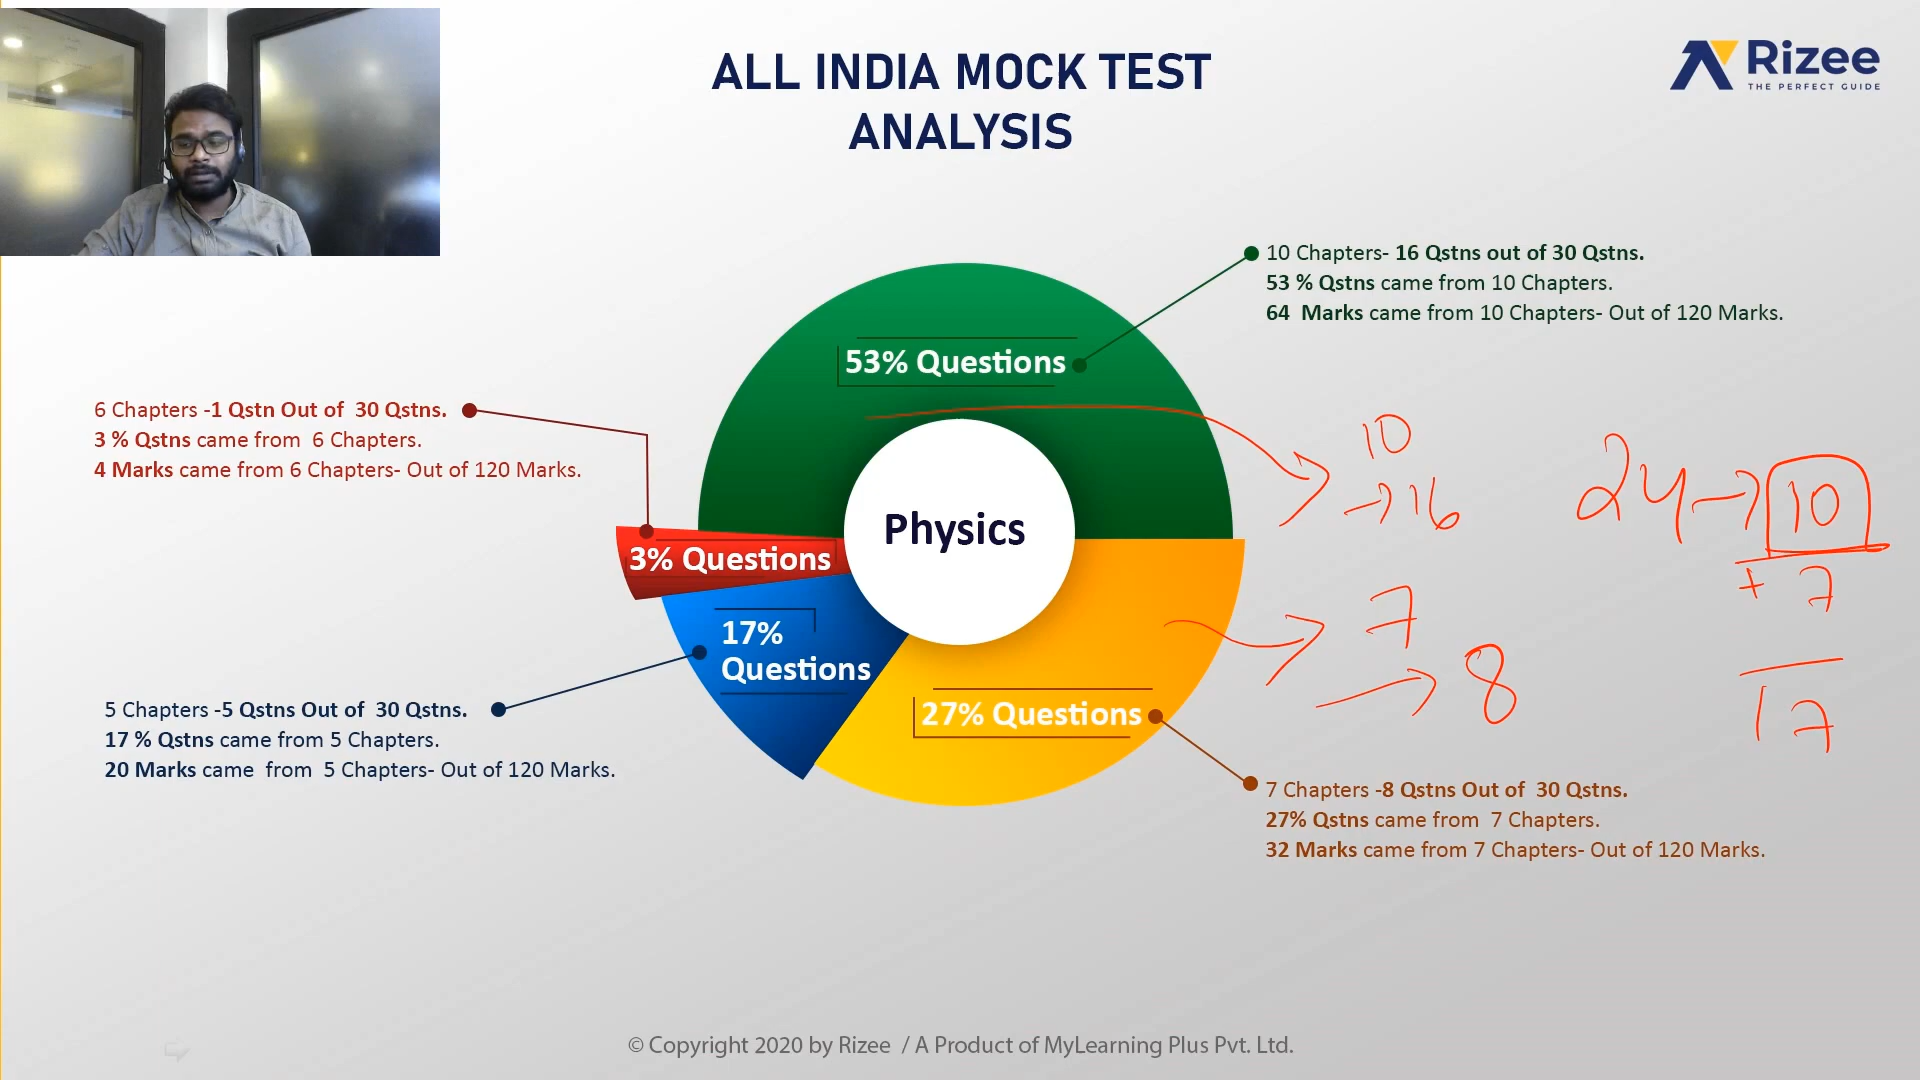 ALL INDIA MOCK TEST
ANALYSIS
Rizee
THE PERFECT GUIDE
10 Chapters- 16 Qstns out of 30 Qstns.
53 % Qstns came from 10 Chapters.
64 Marks came from 10 Chapters- Out of 120 Marks.
53% Questions
6 Chapters -1 Qstn Out of 30 Qstns.
3 % Qstns came from 6 Chapters.
4 Marks came from 6 Chapters- Out of 120 Marks.
3% Questions
Physics
10
→ 16
24 → 10
+ 7
17
7
→ 8
17%
Questions
27% Questions
5 Chapters -5 Qstns Out of 30 Qstns.
17 % Qstns came from 5 Chapters.
20 Marks came from 5 Chapters- Out of 120 Marks.
7 Chapters -8 Qstns Out of 30 Qstns.
27% Qstns came from 7 Chapters.
32 Marks came from 7 Chapters- Out of 120 Marks.
© Copyright 2020 by Rizee / A Product of MyLearning Plus Pvt. Ltd.